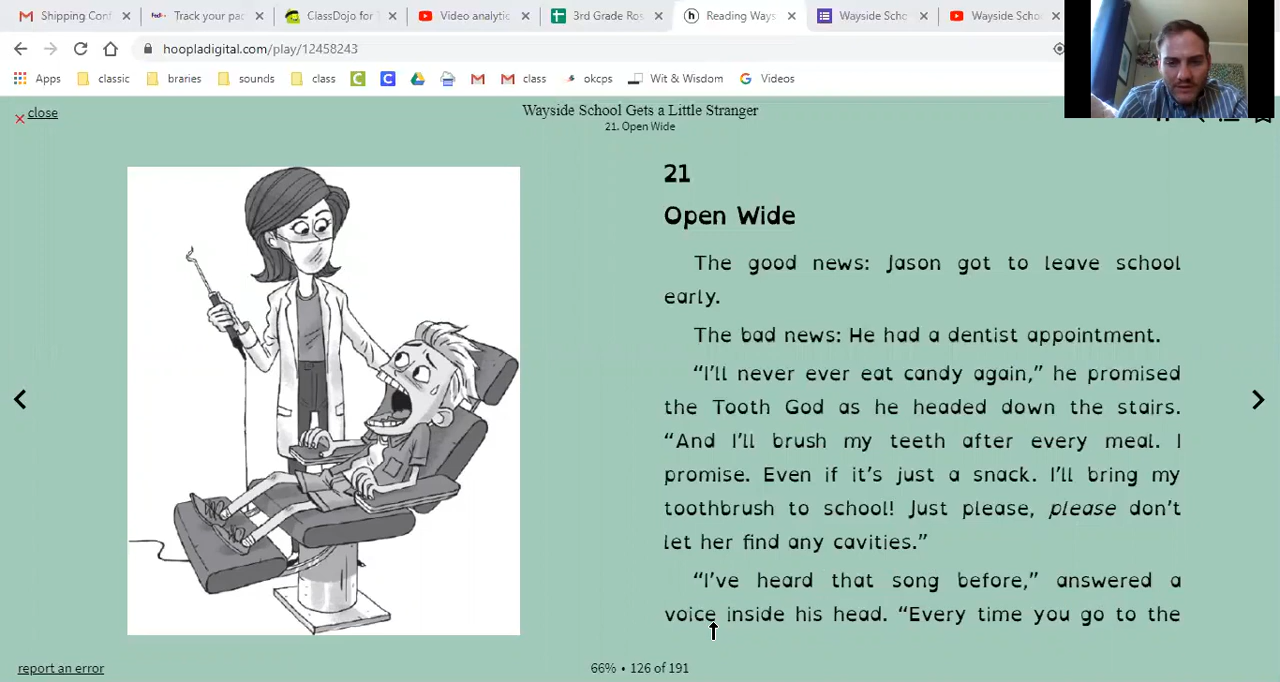 Shipping Conf
Track your pac
ClassDojo for
Video analytic
3rd Grade Ros
Reading Ways
Wayside Scho
Wayside Scho
hoopladigital.com/play/12458243
Apps
classic
braries
sounds
class
okcps
class
Wit & Wisdom
Videos
close
Wayside School Gets a Little Stranger
21. Open Wide
21
Open Wide
The good news: Jason got to leave school
early.
The bad news: He had a dentist appointment.
“I’ll never ever eat candy again,” he promised
the Tooth God as he headed down the stairs.
“And I’ll brush my teeth after every meal. I
promise. Even if it’s just a snack. I’ll bring my
toothbrush to school! Just please, please don’t
let her find any cavities.”
“I’ve heard that song before,” answered a
voice inside his head. “Every time you go to the
report an error
66% • 126 of 191